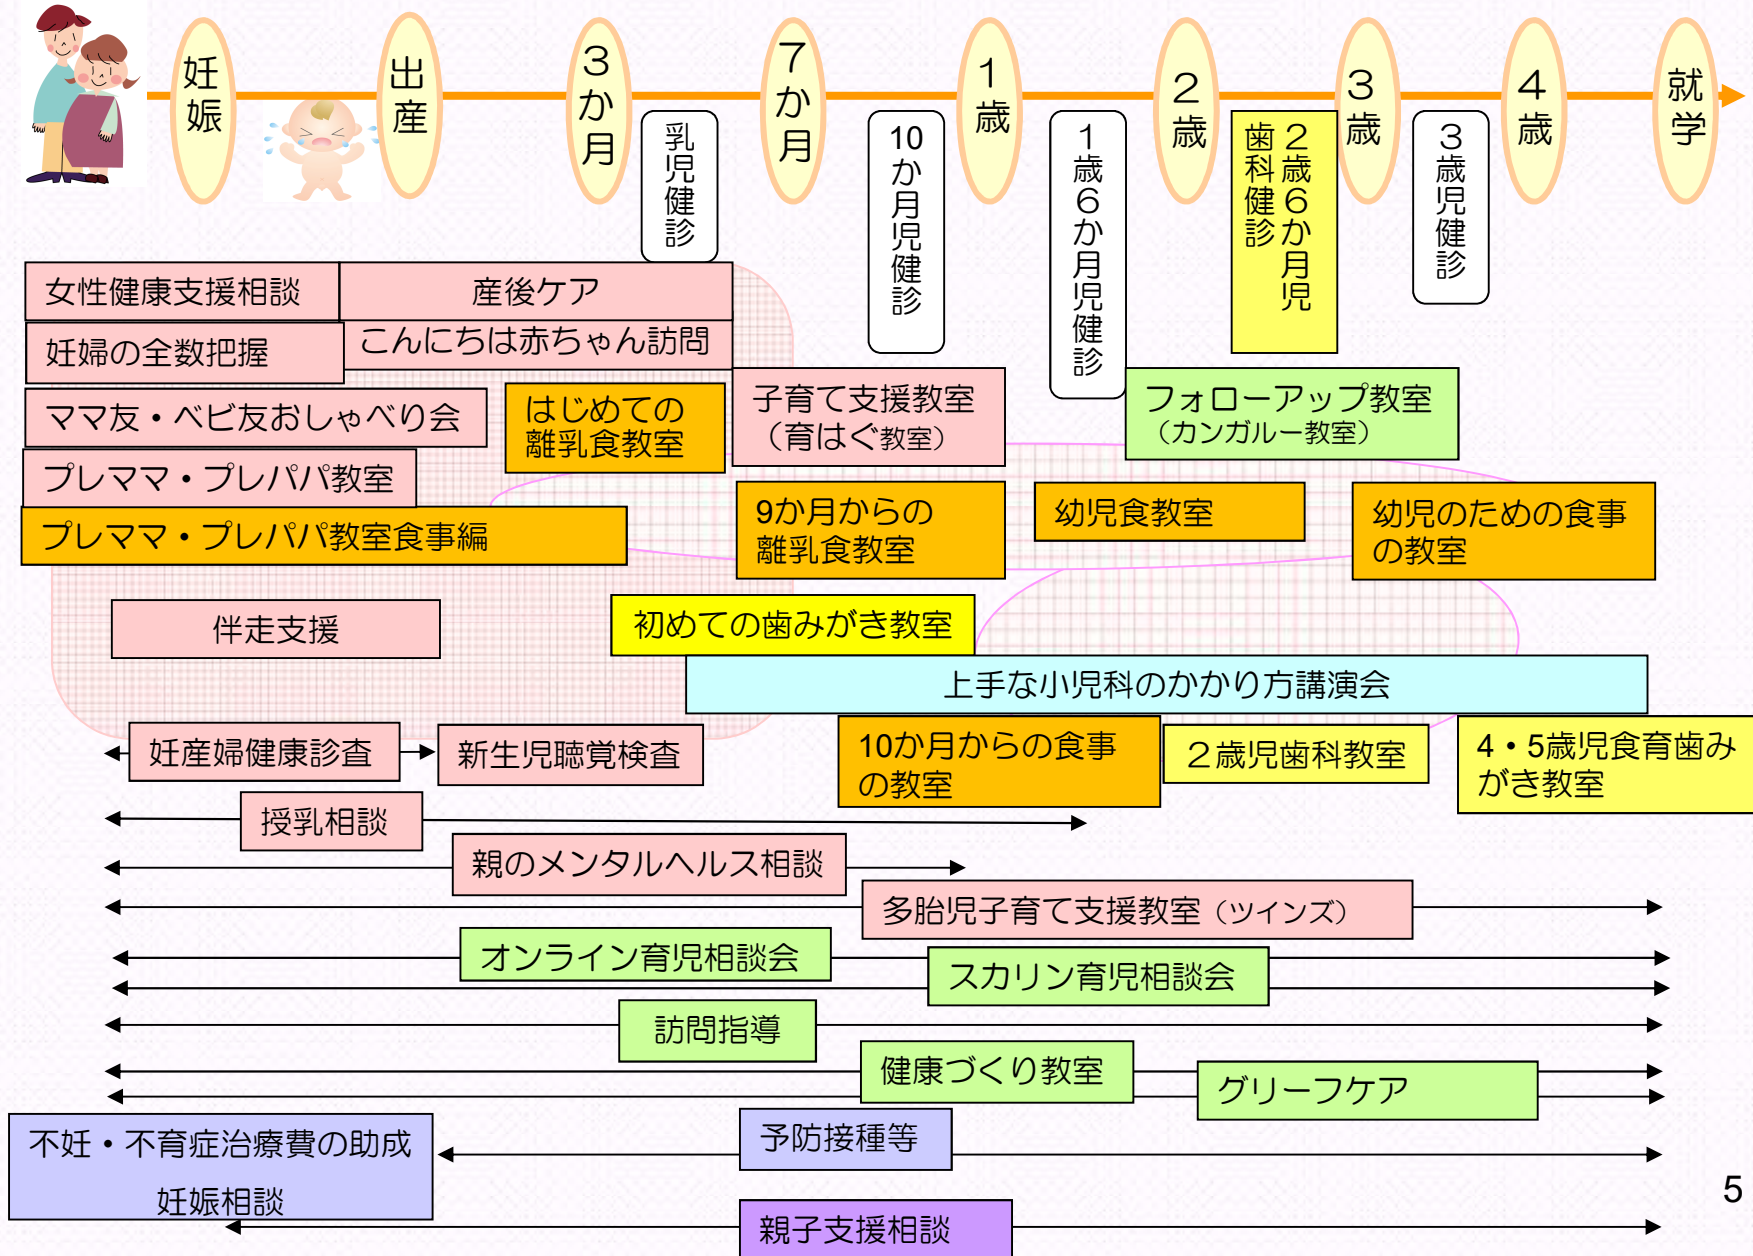 妊娠
出産
３か月
７か月
１歳
２歳
３歳
４歳
就学
乳児健診
10か月児健診
１歳６か月児健診
２歳６か月児
歯科健診
３歳児健診
女性健康支援相談
産後ケア
妊婦の全数把握
こんにちは赤ちゃん訪問
ママ友・ベビ友おしゃべり会
はじめての
離乳食教室
子育て支援教室
（育はぐ教室）
フォローアップ教室
（カンガルー教室）
プレママ・プレパパ教室
プレママ・プレパパ教室食事編
9か月からの
離乳食教室
幼児食教室
幼児のための食事
の教室
伴走支援
初めての歯みがき教室
上手な小児科のかかり方講演会
妊産婦健康診査
新生児聴覚検査
10か月からの食事
の教室
２歳児歯科教室
4・5歳児食育歯み
がき教室
授乳相談
親のメンタルヘルス相談
多胎児子育て支援教室（ツインズ）
オンライン育児相談会
スカリン育児相談会
訪問指導
健康づくり教室
グリーフケア
不妊・不育症治療費の助成
妊娠相談
予防接種等
親子支援相談
5